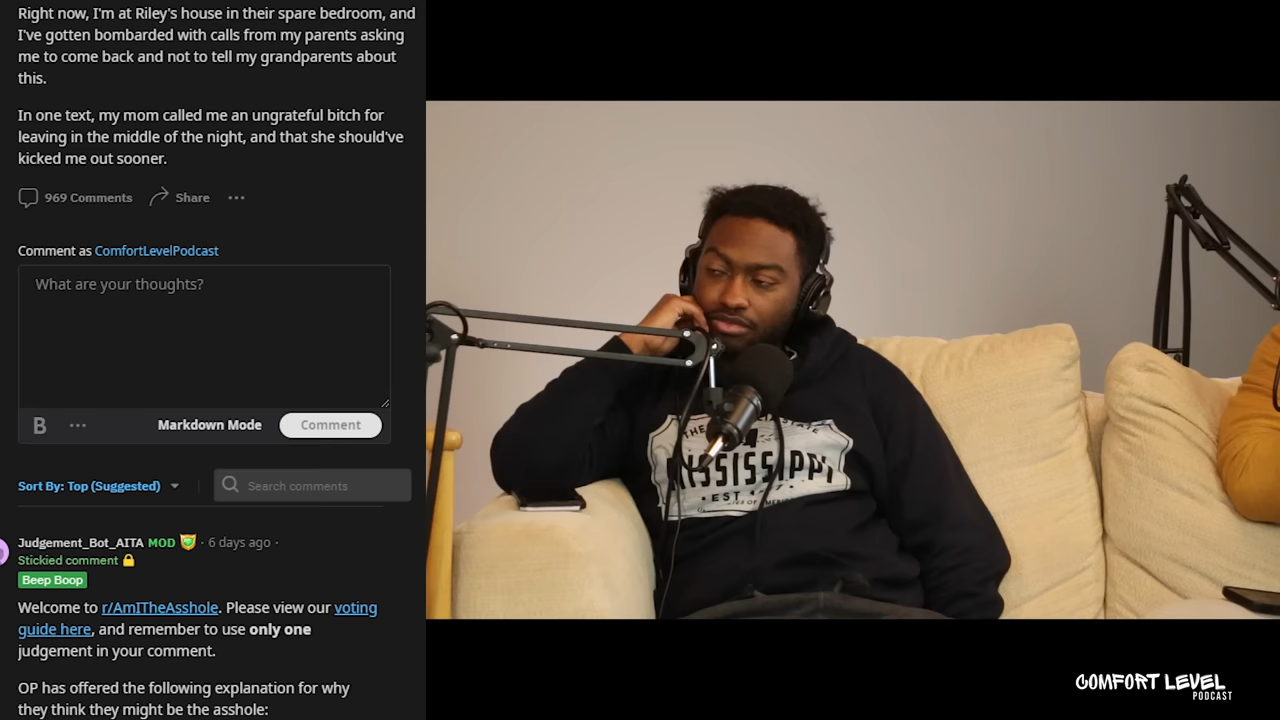 Right now, I'm at Riley's house in their spare bedroom, and
I've gotten bombarded with calls from my parents asking
me to come back and not to tell my grandparents about
this.
In one text, my mom called me an ungrateful bitch for
leaving in the middle of the night, and that she should've
kicked me out sooner.
969 Comments Share
Comment as ComfortLevelPodcast
What are your thoughts?
B Markdown Mode Comment
Sort By: Top (Suggested) Search comments
Judgement_Bot_AITA MOD · 6 days ago ·
Stickied comment
Beep Boop
Welcome to r/AmITheAsshole. Please view our voting
guide here, and remember to use only one
judgement in your comment.
OP has offered the following explanation for why
they think they might be the asshole:
THE STATE
MISSISSIPPI
• EST
OF AMERICA
COMFORT LEVEL
PODCAST